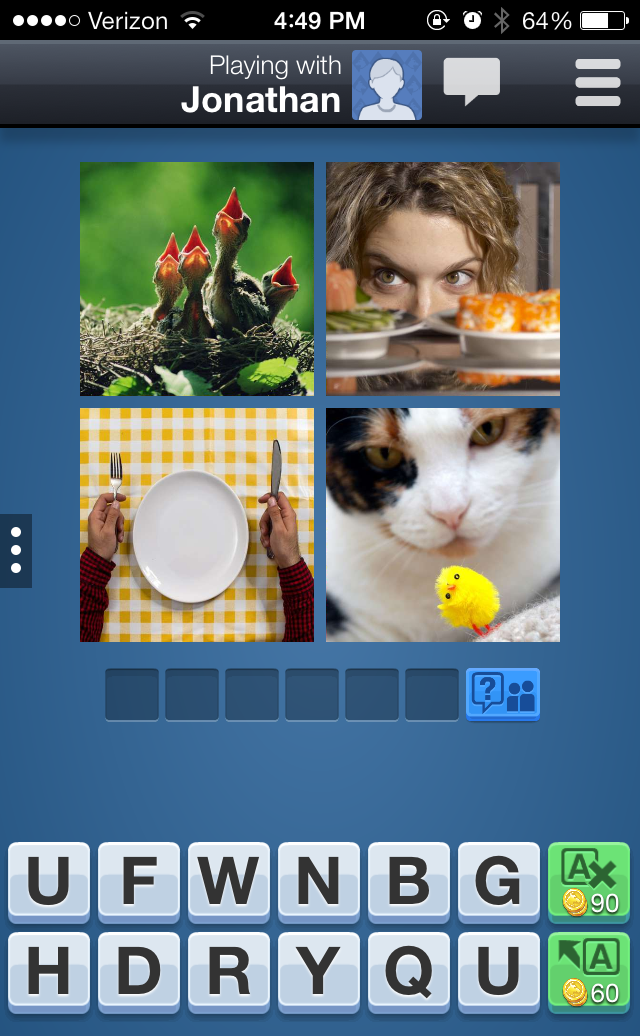 Verizon 4:49 PM 64%
Playing with
Jonathan
?
U F W N B G A 90
H D R Y Q U A 60